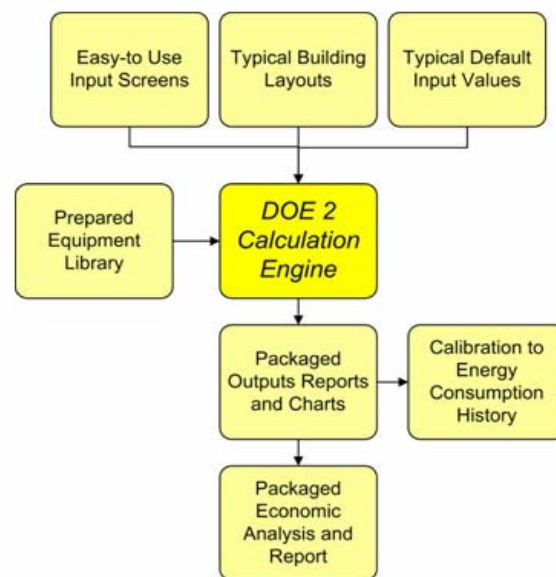 Easy-to Use
Input Screens
Typical Building
Layouts
Typical Default
Input Values
Prepared
Equipment
Library
DOE 2
Calculation
Engine
Packaged
Outputs Reports
and Charts
Calibration to
Energy
Consumption
History
Packaged
Economic
Analysis and
Report